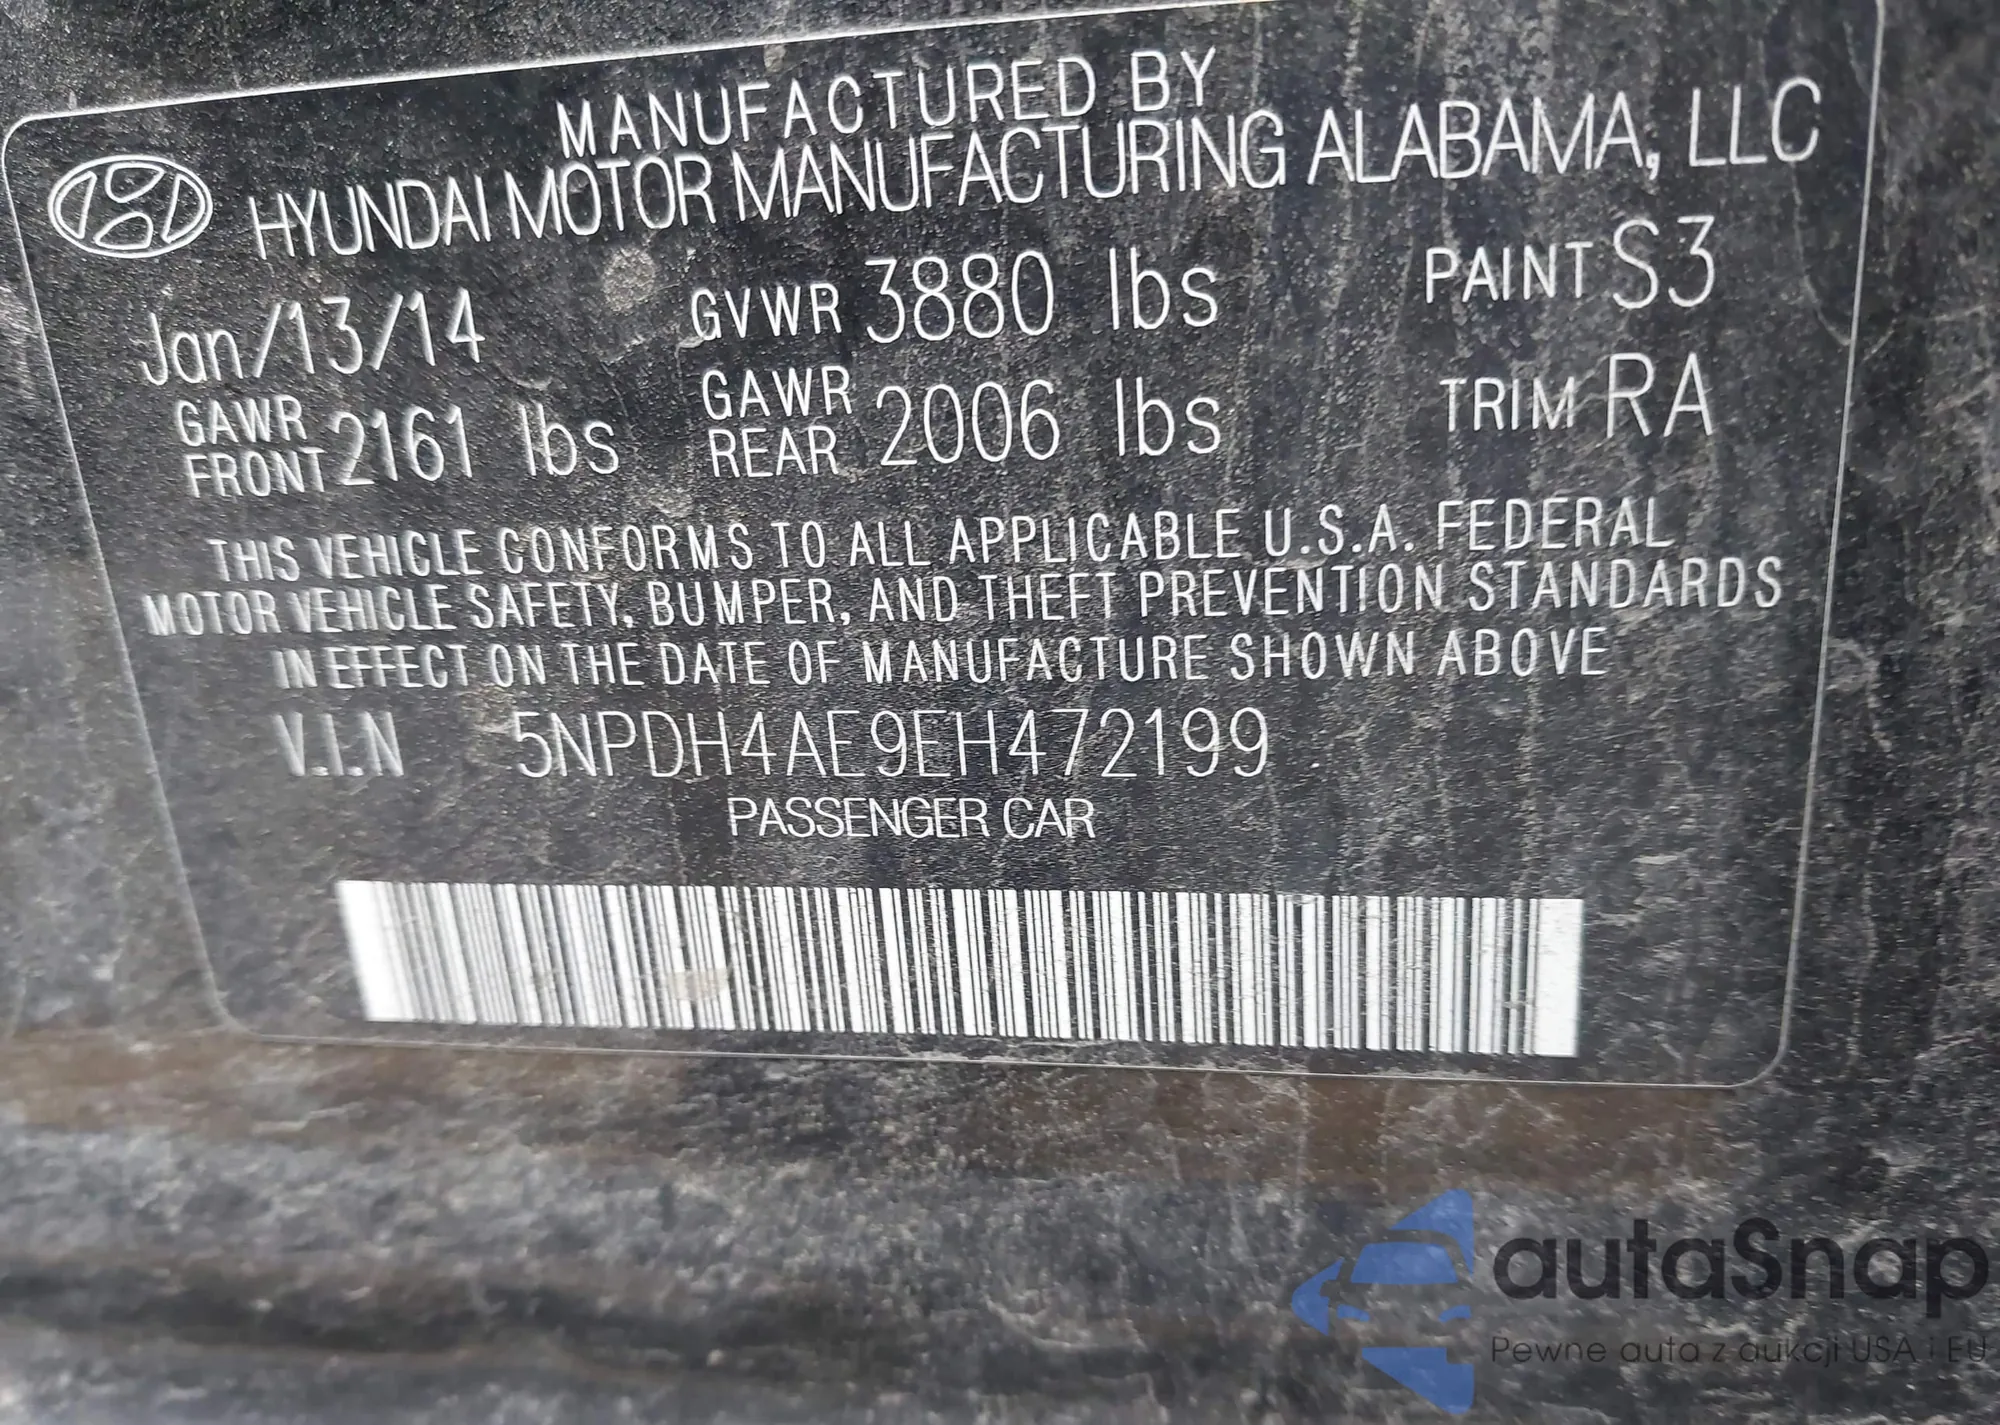 MANUFACTURED BY
HYUNDAI MOTOR MANUFACTURING ALABAMA, LLC
Jan/13/14 GVWR 3880 lbs PAINT S3
GAWR FRONT 2161 lbs GAWR REAR 2006 lbs TRIM RA
THIS VEHICLE CONFORMS TO ALL APPLICABLE U.S.A. FEDERAL
MOTOR VEHICLE SAFETY, BUMPER, AND THEFT PREVENTION STANDARDS
IN EFFECT ON THE DATE OF MANUFACTURE SHOWN ABOVE
V.I.N 5NPDH4AE9EH472199
PASSENGER CAR
autaSnap
Pewne auta z aukcji USA i EU